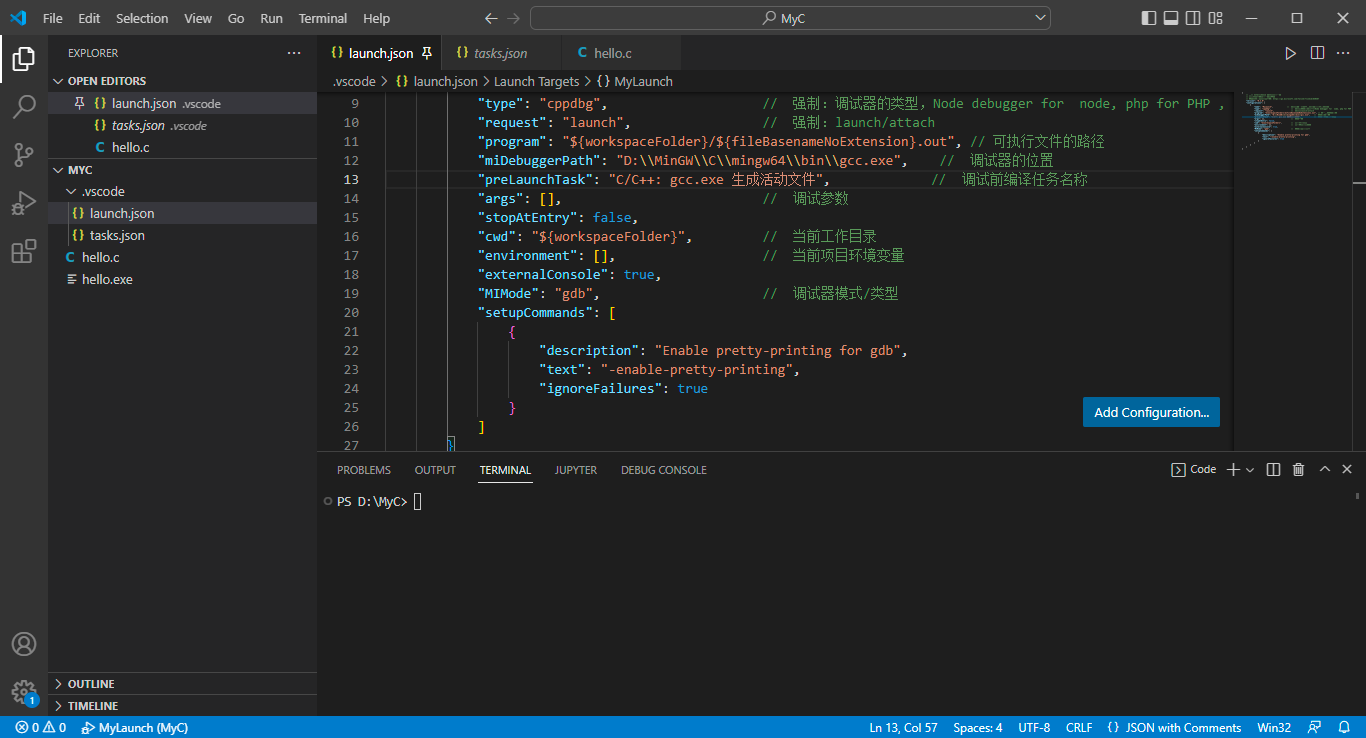 File Edit Selection View Go Run Terminal Help
MyC
EXPLORER
OPEN EDITORS
launch.json .vscode
tasks.json .vscode
hello.c
MYC
.vscode
launch.json
tasks.json
hello.c
hello.exe
OUTLINE
TIMELINE
launch.json tasks.json hello.c
.vscode > {} launch.json > Launch Targets > {} MyLaunch
9 "type": "cppdbg", // 强制：调试器的类型，Node debugger for node, php for PHP ,
10 "request": "launch", // 强制：launch/attach
11 "program": "${workspaceFolder}/${fileBasenameNoExtension}.out", // 可执行文件的路径
12 "miDebuggerPath": "D:\\MinGW\\C\\mingw64\\bin\\gcc.exe", // 调试器的位置
13 "preLaunchTask": "C/C++: gcc.exe 生成活动文件", // 调试前编译任务名称
14 "args": [], // 调试参数
15 "stopAtEntry": false,
16 "cwd": "${workspaceFolder}", // 当前工作目录
17 "environment": [], // 当前项目环境变量
18 "externalConsole": true,
19 "MIMode": "gdb", // 调试器模式/类型
20 "setupCommands": [
21 {
22 "description": "Enable pretty-printing for gdb",
23 "text": "-enable-pretty-printing",
24 "ignoreFailures": true
25 }
26 ]
27 }
Add Configuration...
PROBLEMS OUTPUT TERMINAL JUPYTER DEBUG CONSOLE
Code
PS D:\MyC>
1
0 0 MyLaunch (MyC) Ln 13, Col 57 Spaces: 4 UTF-8 CRLF {} JSON with Comments Win32